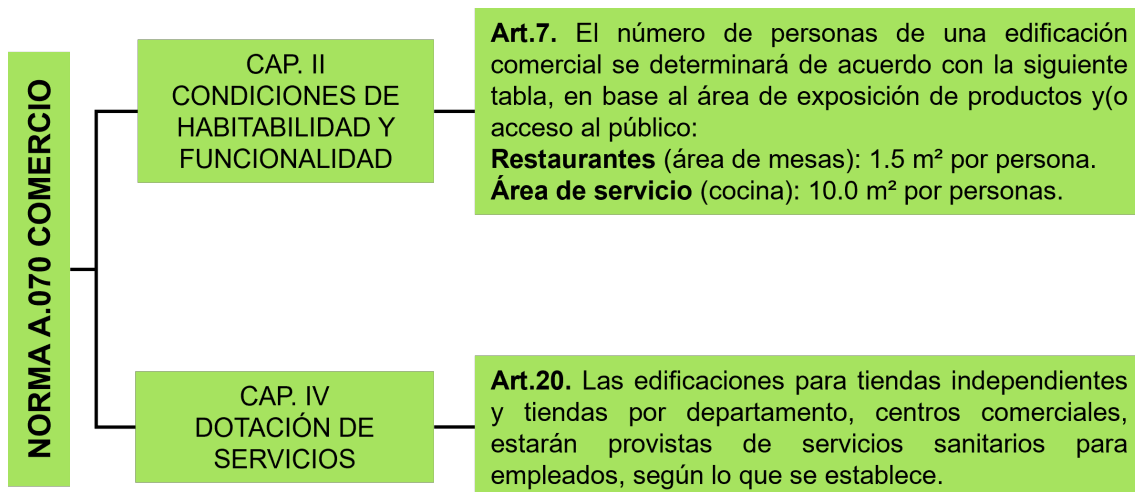 NORMA A.070 COMERCIO
CAP. II
CONDICIONES DE
HABITABILIDAD Y
FUNCIONALIDAD
Art.7. El número de personas de una edificación
comercial se determinará de acuerdo con la siguiente
tabla, en base al área de exposición de productos y(o
acceso al público:
Restaurantes (área de mesas): 1.5 m² por persona.
Área de servicio (cocina): 10.0 m² por personas.
CAP. IV
DOTACIÓN DE
SERVICIOS
Art.20. Las edificaciones para tiendas independientes
y tiendas por departamento, centros comerciales,
estarán provistas de servicios sanitarios para
empleados, según lo que se establece.